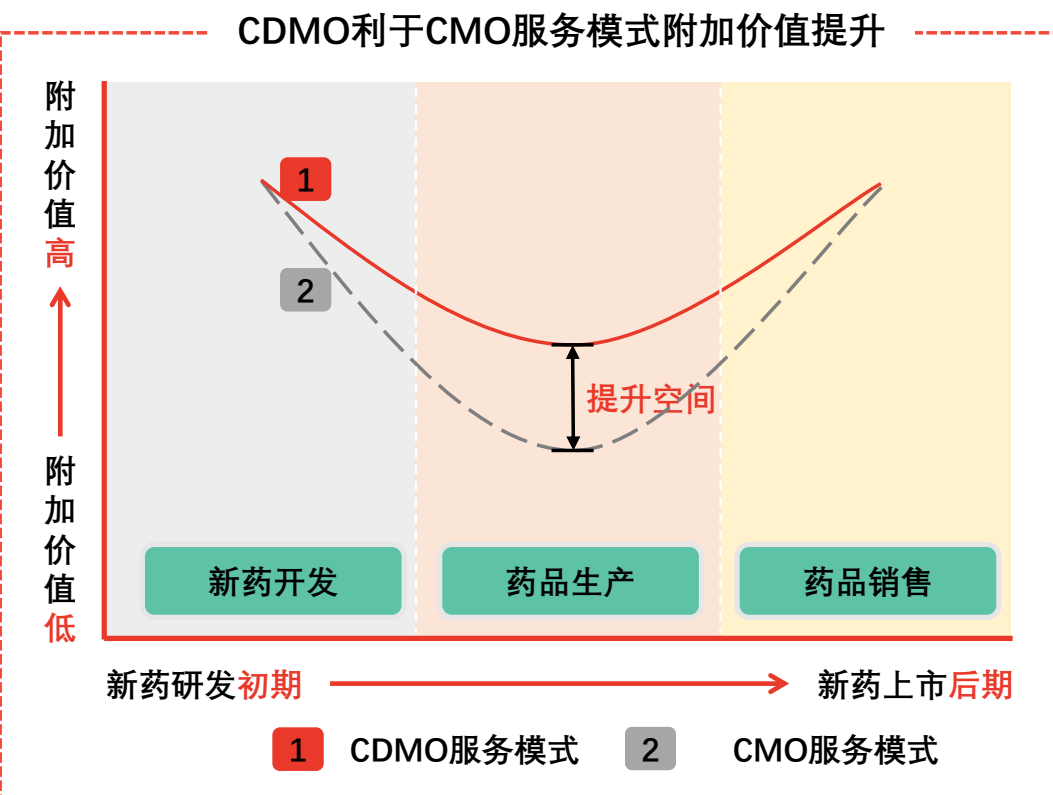 CDMO利于CMO服务模式附加价值提升
附加价值高
附加价值低
1
2
提升空间
新药开发
药品生产
药品销售
新药研发初期
新药上市后期
1 CDMO服务模式
2 CMO服务模式